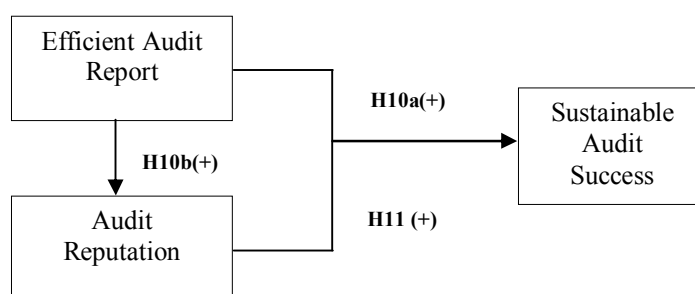 Efficient Audit
Report
H10a(+)
Sustainable
Audit
Success
H10b(+)
Audit
Reputation
H11 (+)